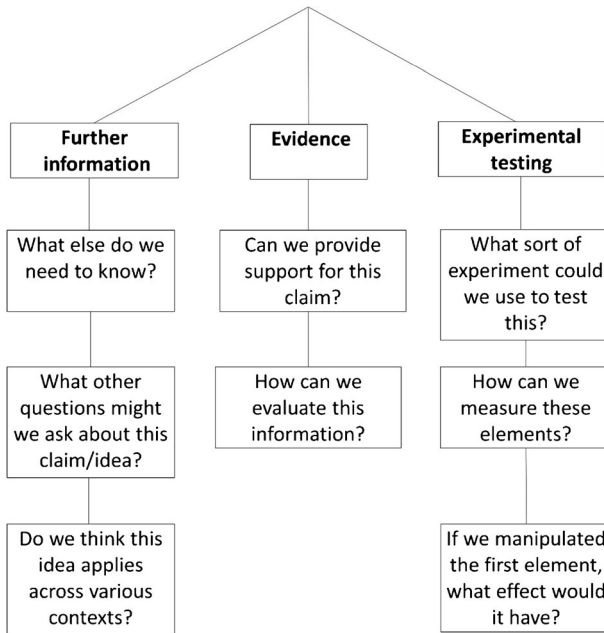 Further
information
What else do we
need to know?
What other
questions might
we ask about this
claim/idea?
Do we think this
idea applies
across various
contexts?
Evidence
Can we provide
support for this
claim?
How can we
evaluate this
information?
Experimental
testing
What sort of
experiment could
we use to test
this?
How can we
measure these
elements?
If we manipulated
the first element,
what effect would
it have?